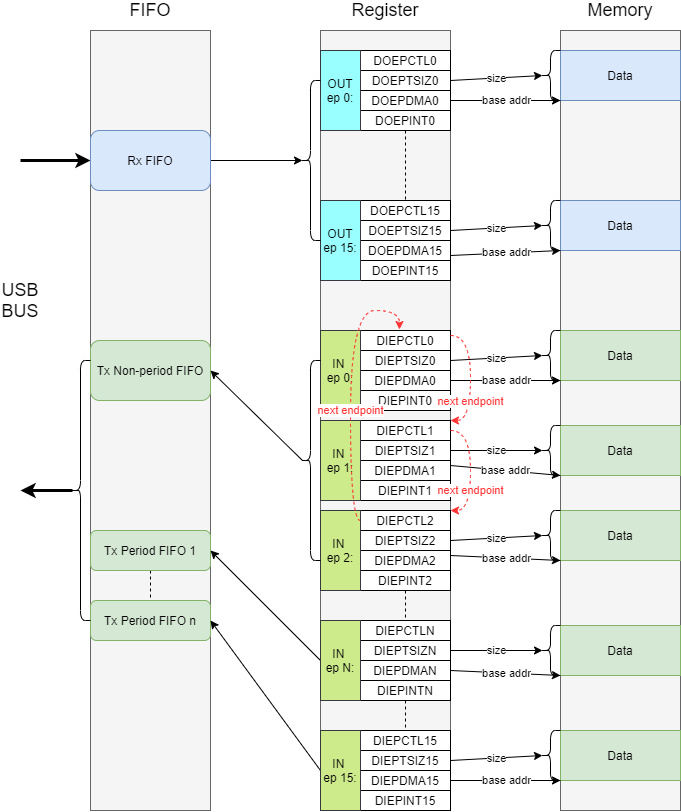 FIFO
Register
Memory
OUT
ep 0:
DOEPCTL0
DOEPTSIZ0
DOEPDMA0
DOEPINT0
size
base addr
Data
Rx FIFO
OUT
ep 15:
DOEPCTL15
DOEPTSIZ15
DOEPDMA15
DOEPINT15
size
base addr
Data
USB
BUS
Tx Non-period FIFO
IN
ep 0
DIEPCTL0
DIEPTSIZ0
DIEPDMA0
DIEPINT0
size
base addr
Data
next endpoint
next endpoint
IN
ep 1:
DIEPCTL1
DIEPTSIZ1
DIEPDMA1
DIEPINT1
size
base addr
Data
next endpoint
IN
ep 2:
DIEPCTL2
DIEPTSIZ2
DIEPDMA2
DIEPINT2
size
base addr
Data
Tx Period FIFO 1
Tx Period FIFO n
IN
ep N:
DIEPCTLN
DIEPTSIZN
DIEPDMAN
DIEPINTN
size
base addr
Data
IN
ep 15:
DIEPCTL15
DIEPTSIZ15
DIEPDMA15
DIEPINT15
size
base addr
Data